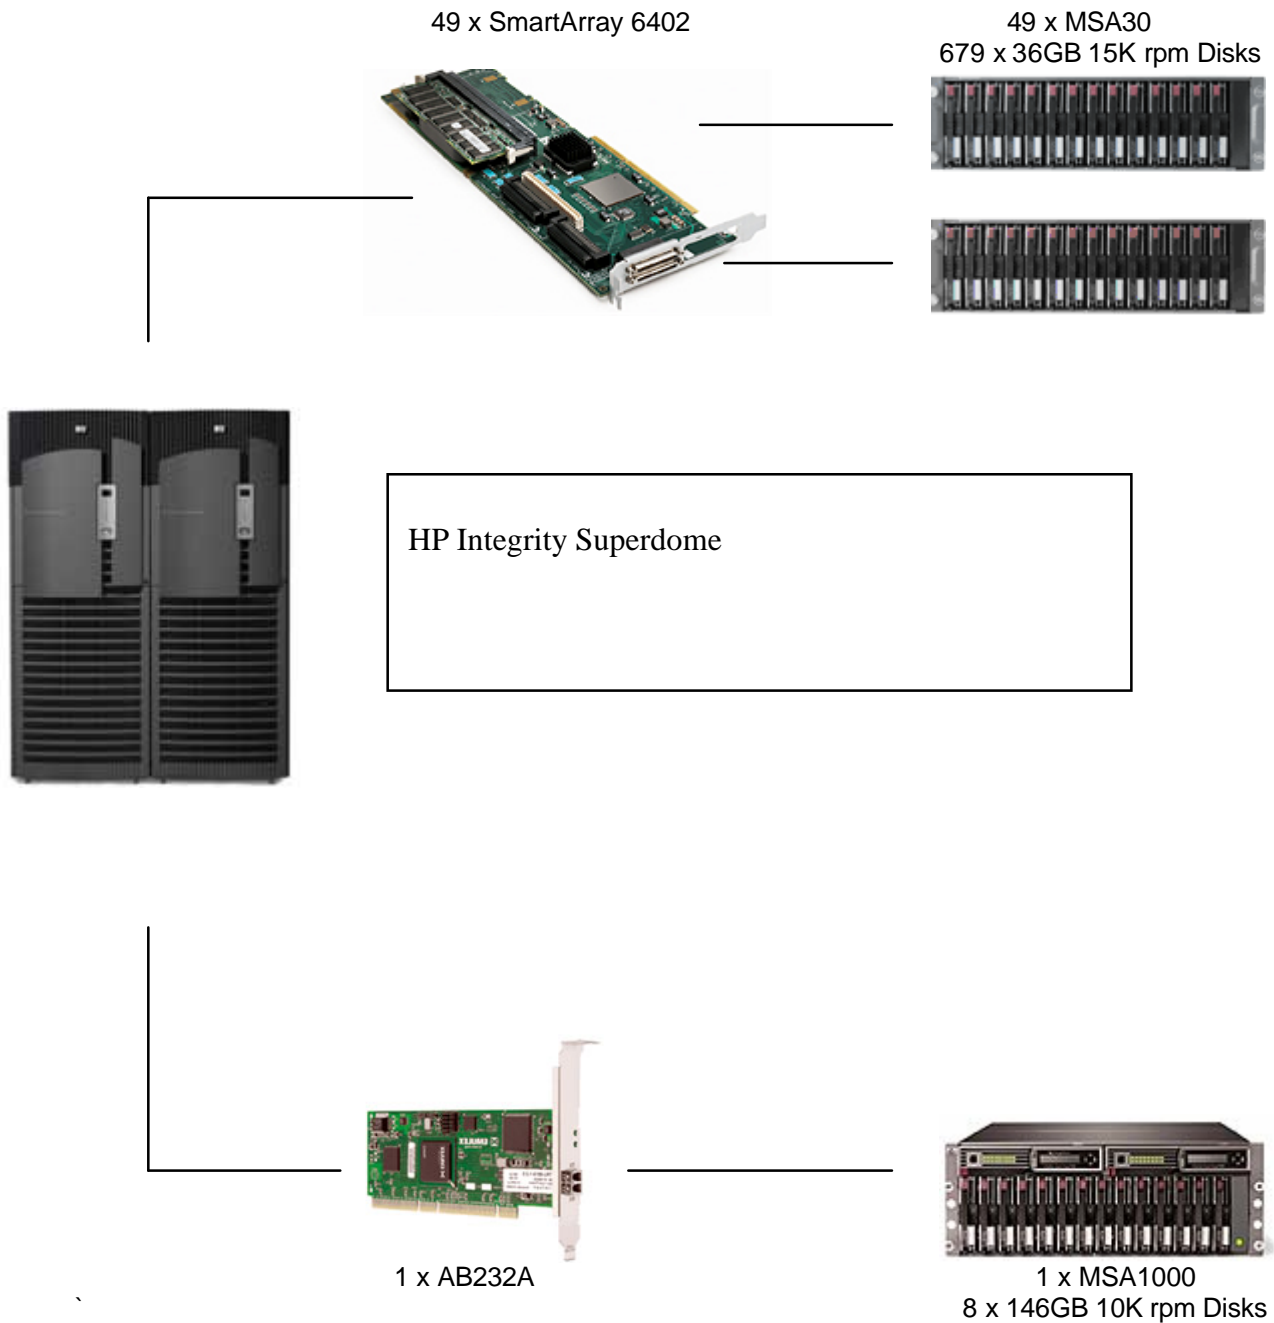 49 x SmartArray 6402
49 x MSA30
679 x 36GB 15K rpm Disks
HP Integrity Superdome
1 x AB232A
1 x MSA1000
8 x 146GB 10K rpm Disks
`